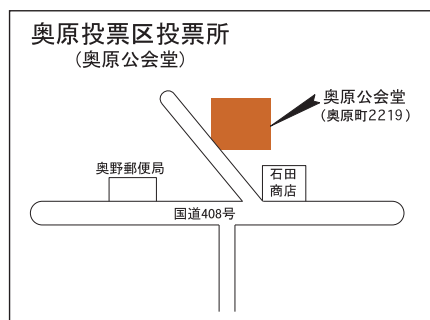 奥原投票区投票所
(奥原公会堂)
奥原公会堂
(奥原町2219)
奥野郵便局
石田
商店
国道408号